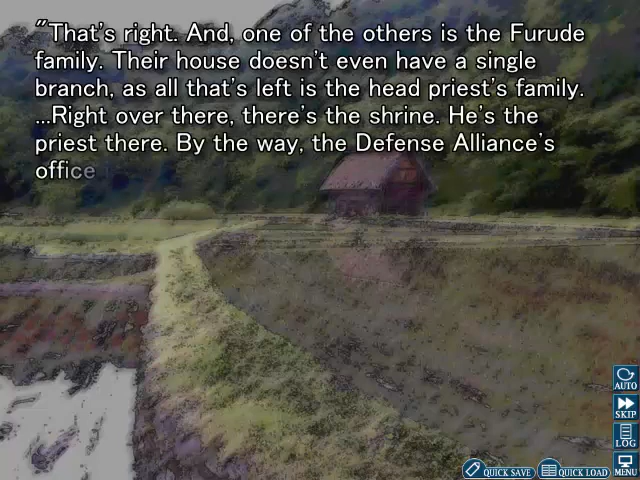 "That's right. And, one of the others is the Furude
family. Their house doesn't even have a single
branch, as all that's left is the head priest's family.
...Right over there, there's the shrine. He's the
priest there. By the way, the Defense Alliance's
office
AUTO
SKIP
LOG
MENU
QUICK SAVE
QUICK LOAD